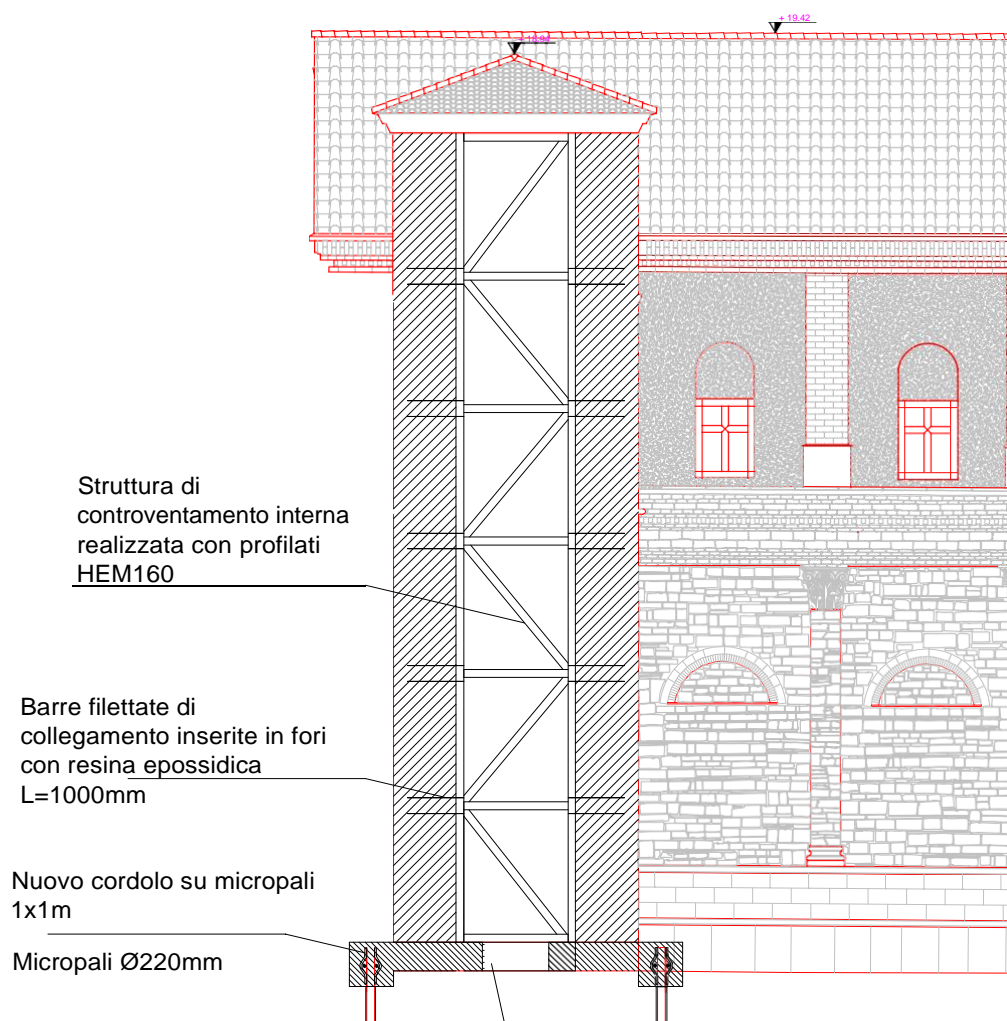 + 19.42
Struttura di
controventamento interna
realizzata con profilati
HEM160
Barre filettate di
collegamento inserite in fori
con resina epossidica
L=1000mm
Nuovo cordolo su micropali
1x1m
Micropali Ø220mm